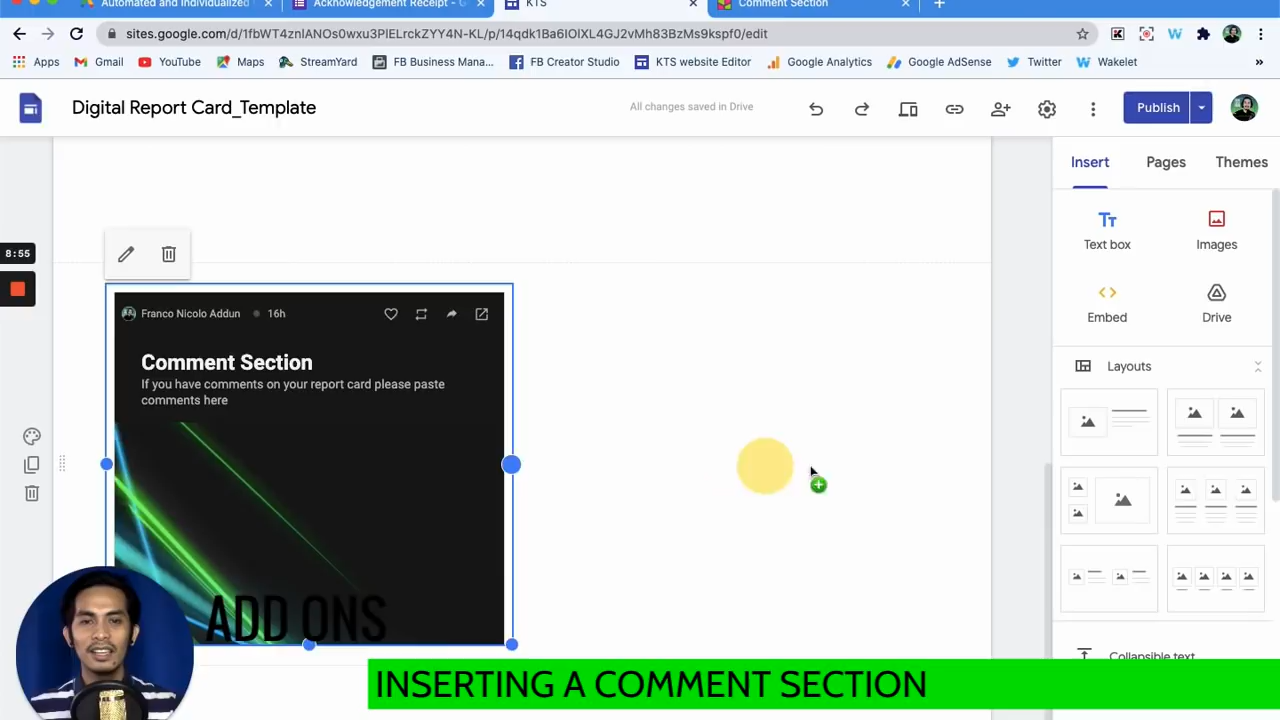 Automated and Individualized
Acknowledgement Receipt - G
KTS
Comment Section
sites.google.com/d/1fbWT4znlANOs0wxu3PlELrckZYY4N-KL/p/14qdk1Ba6IOlXL4GJ2vMh83BzMs9kspf0/edit
Apps
Gmail
YouTube
Maps
StreamYard
FB Business Mana...
FB Creator Studio
KTS website Editor
Google Analytics
Google AdSense
Twitter
Wakelet
»
Digital Report Card_Template
All changes saved in Drive
Publish
Insert
Pages
Themes
Text box
Images
8:55
Embed
Drive
Franco Nicolo Addun
16h
Comment Section
If you have comments on your report card please paste
comments here
Layouts
Collapsible text
ADD ONS
INSERTING A COMMENT SECTION